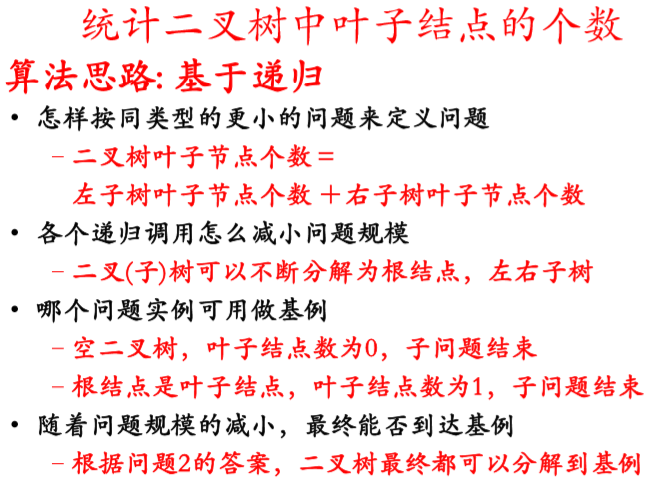 统计二叉树中叶子结点的个数
算法思路: 基于递归
• 怎样按同类型的更小的问题来定义问题
– 二叉树叶子节点个数＝
左子树叶子节点个数＋右子树叶子节点个数
• 各个递归调用怎么减小问题规模
– 二叉(子)树可以不断分解为根结点，左右子树
• 哪个问题实例可用做基例
– 空二叉树，叶子结点数为0，子问题结束
– 根结点是叶子结点，叶子结点数为1，子问题结束
• 随着问题规模的减小，最终能否到达基例
– 根据问题2的答案，二叉树最终都可以分解到基例